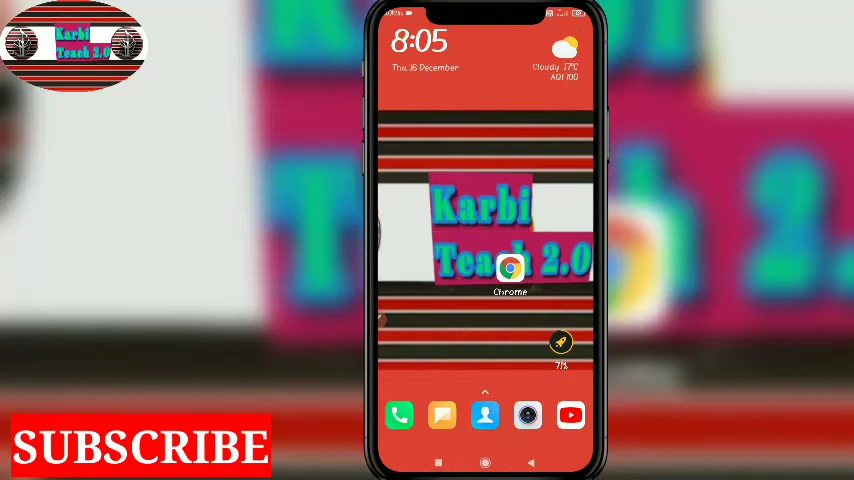 Karbi
Teach 2.0
8:05
Thu, 16 December
Cloudy 17°C
AQI 100
Karbi
Teach 2.0
Chrome
71%
SUBSCRIBE